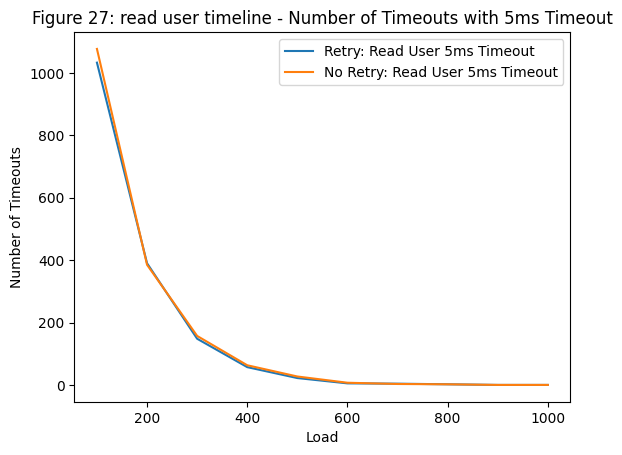 Figure 27: read user timeline - Number of Timeouts with 5ms Timeout
Retry: Read User 5ms Timeout
No Retry: Read User 5ms Timeout
Number of Timeouts
1000
800
600
400
200
0
200
400
600
800
1000
Load